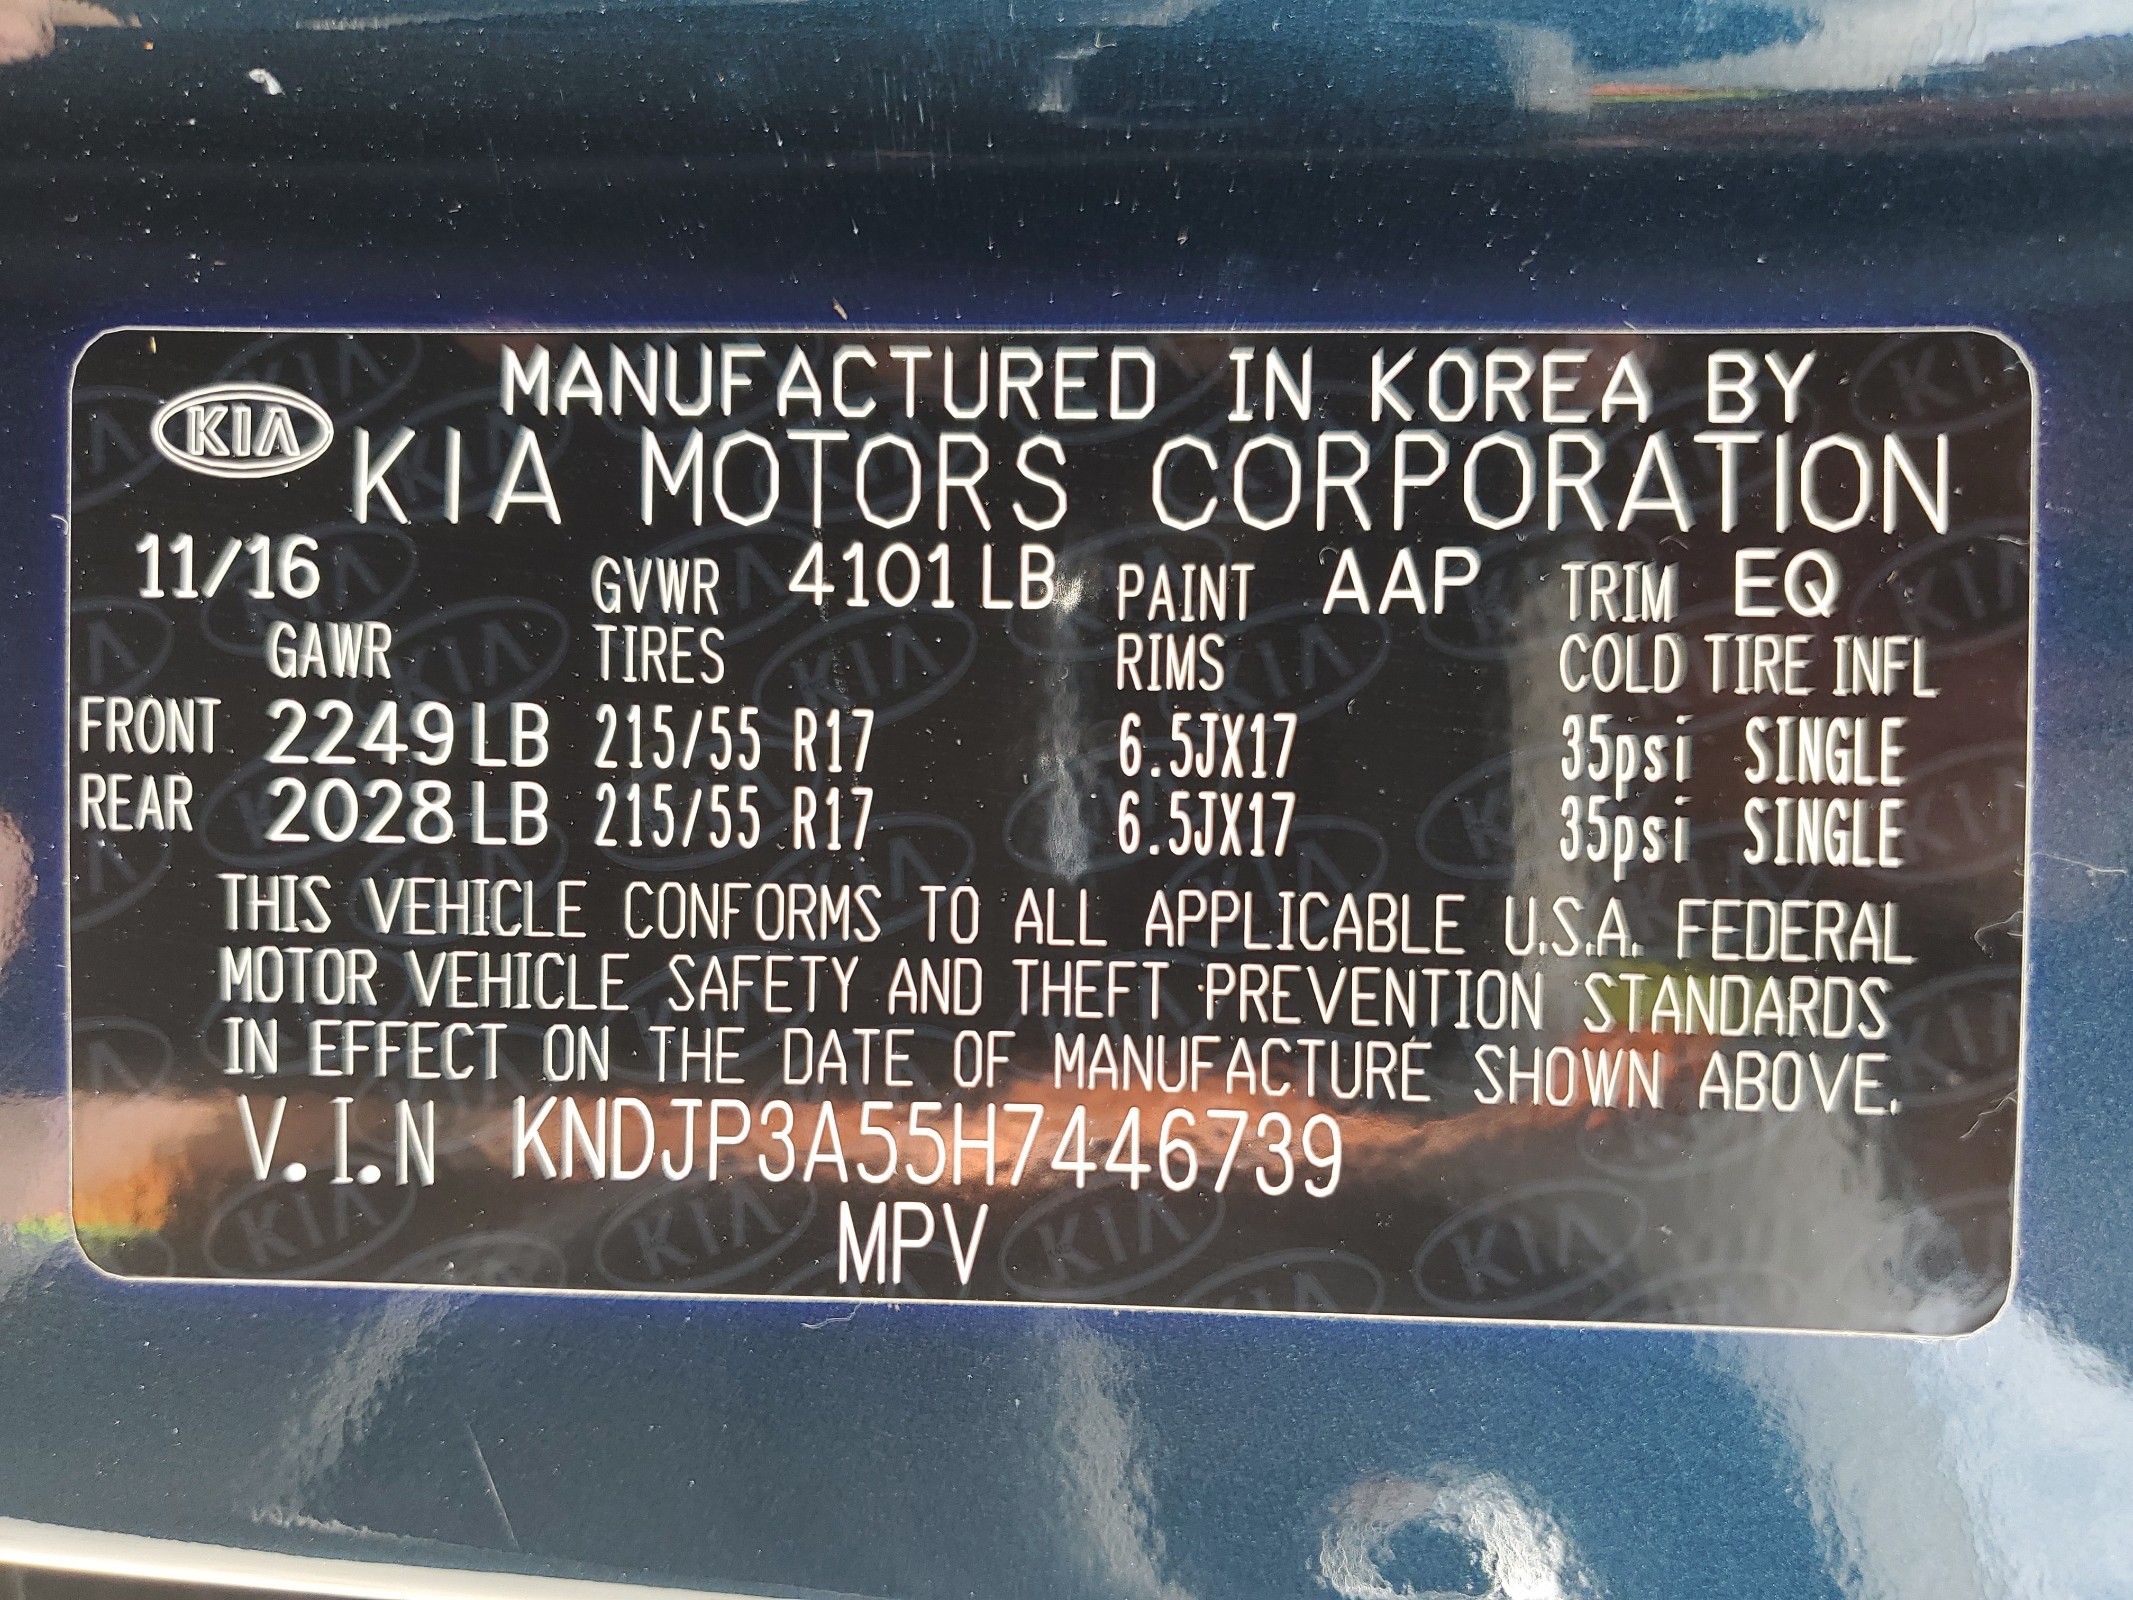 MANUFACTURED IN KOREA BY
KIA KIA MOTORS CORPORATION
11/16 GVWR 4101 LB PAINT AAP TRIM EQ
GAWR TIRES RIMS COLD TIRE INFL
FRONT 2249 LB 215/55 R17 6.5JX17 35psi SINGLE
REAR 2028 LB 215/55 R17 6.5JX17 35psi SINGLE
THIS VEHICLE CONFORMS TO ALL APPLICABLE U.S.A. FEDERAL
MOTOR VEHICLE SAFETY AND THEFT PREVENTION STANDARDS
IN EFFECT ON THE DATE OF MANUFACTURE SHOWN ABOVE.
V.I.N KNDJP3A55H7446739
MPV